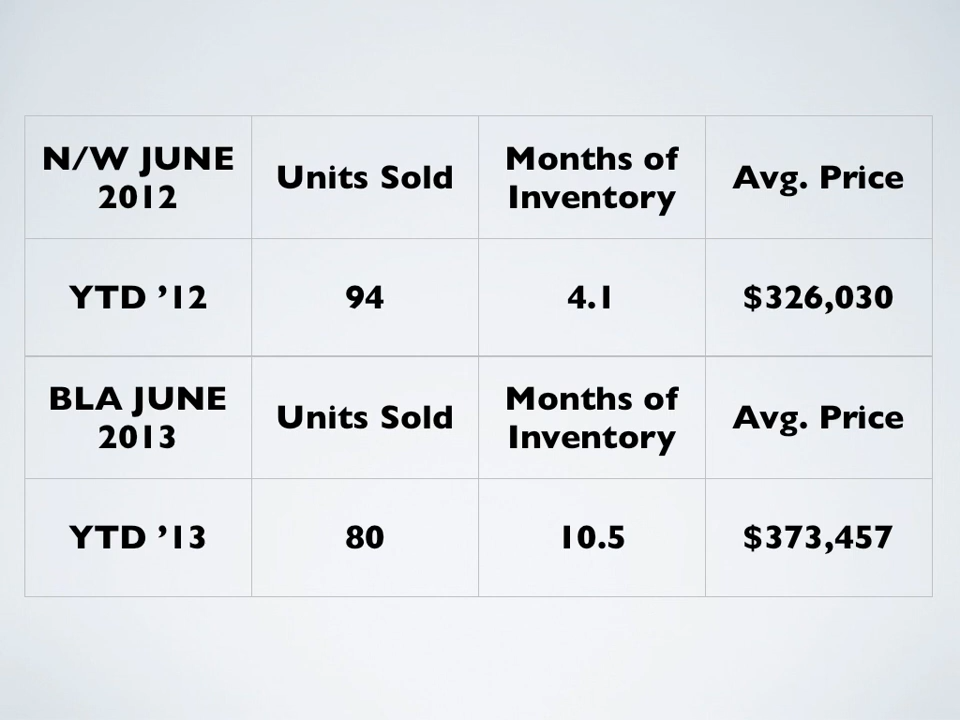 N/W JUNE 2012 Units Sold Months of Inventory Avg. Price
YTD ’12 94 4.1 $326,030
BLA JUNE 2013 Units Sold Months of Inventory Avg. Price
YTD ’13 80 10.5 $373,457